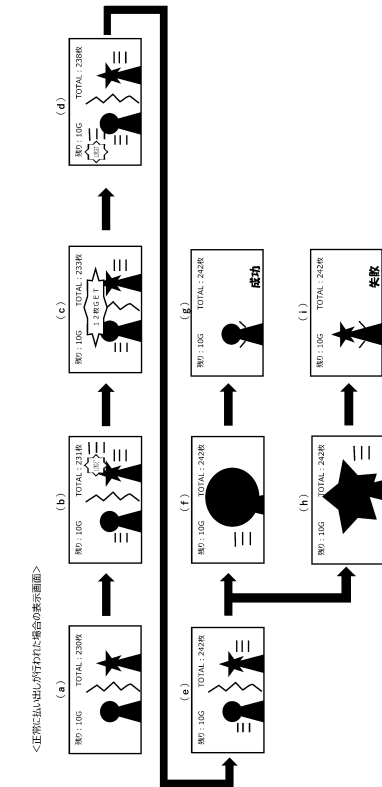 ＜正常に払い出しが行われた場合の表示画面＞
(a)
残り：10G TOTAL：230枚
(b)
残り：10G TOTAL：231枚
(c)
残り：10G TOTAL：233枚
12枚GET
(d)
残り：10G TOTAL：238枚
(e)
残り：10G TOTAL：242枚
(f)
残り：10G TOTAL：242枚
(g)
残り：10G TOTAL：242枚
成功
(h)
残り：10G TOTAL：242枚
(i)
残り：10G TOTAL：242枚
失敗